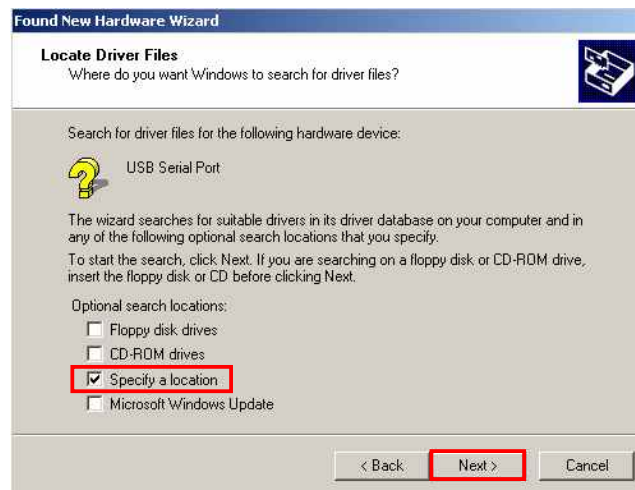 Found New Hardware Wizard
Locate Driver Files
Where do you want Windows to search for driver files?
Search for driver files for the following hardware device:
USB Serial Port
The wizard searches for suitable drivers in its driver database on your computer and in
any of the following optional search locations that you specify.
To start the search, click Next. If you are searching on a floppy disk or CD-ROM drive,
insert the floppy disk or CD before clicking Next.
Optional search locations:
Floppy disk drives
CD-ROM drives
Specify a location
Microsoft Windows Update
< Back Next > Cancel